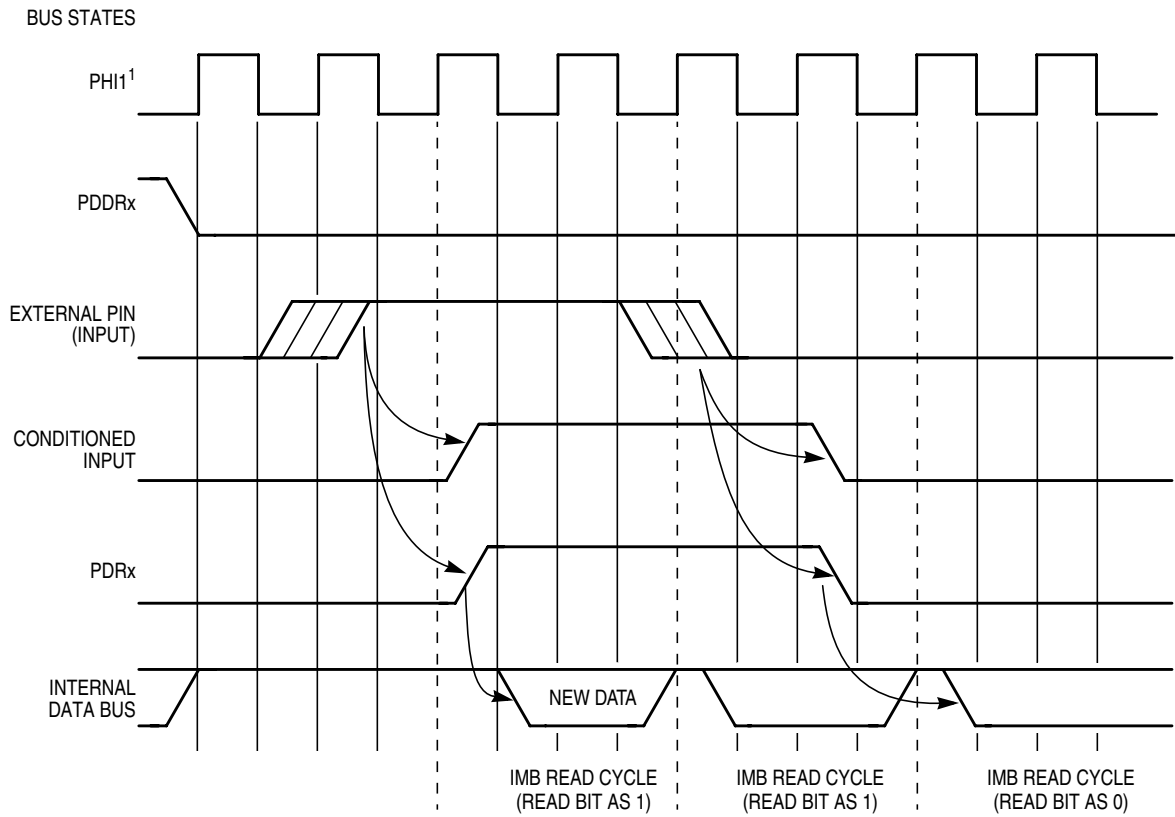 BUS STATES
PHI1¹
PDDRx
EXTERNAL PIN
(INPUT)
CONDITIONED
INPUT
PDRx
INTERNAL
DATA BUS
NEW DATA
IMB READ CYCLE
(READ BIT AS 1)
IMB READ CYCLE
(READ BIT AS 1)
IMB READ CYCLE
(READ BIT AS 0)